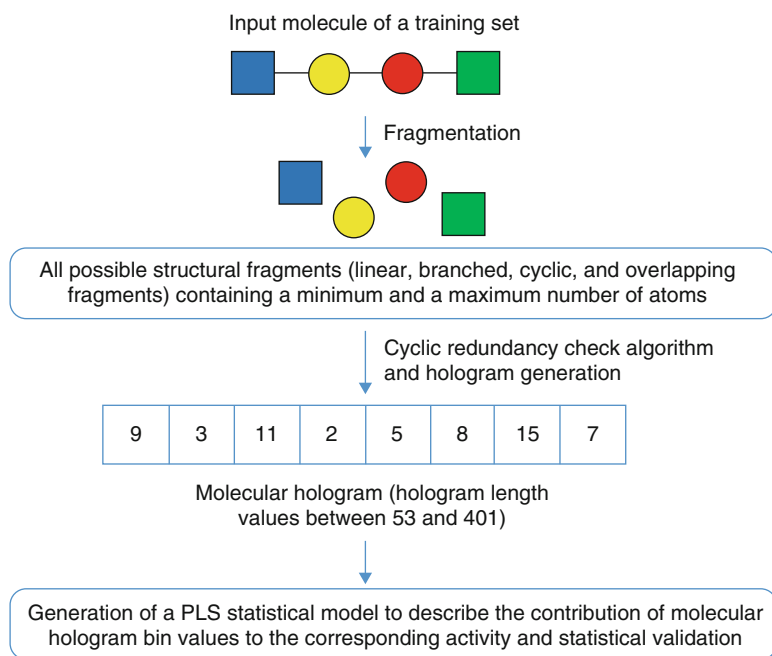 Input molecule of a training set
Fragmentation
All possible structural fragments (linear, branched, cyclic, and overlapping
fragments) containing a minimum and a maximum number of atoms
Cyclic redundancy check algorithm
and hologram generation
9 3 11 2 5 8 15 7
Molecular hologram (hologram length
values between 53 and 401)
Generation of a PLS statistical model to describe the contribution of molecular
hologram bin values to the corresponding activity and statistical validation